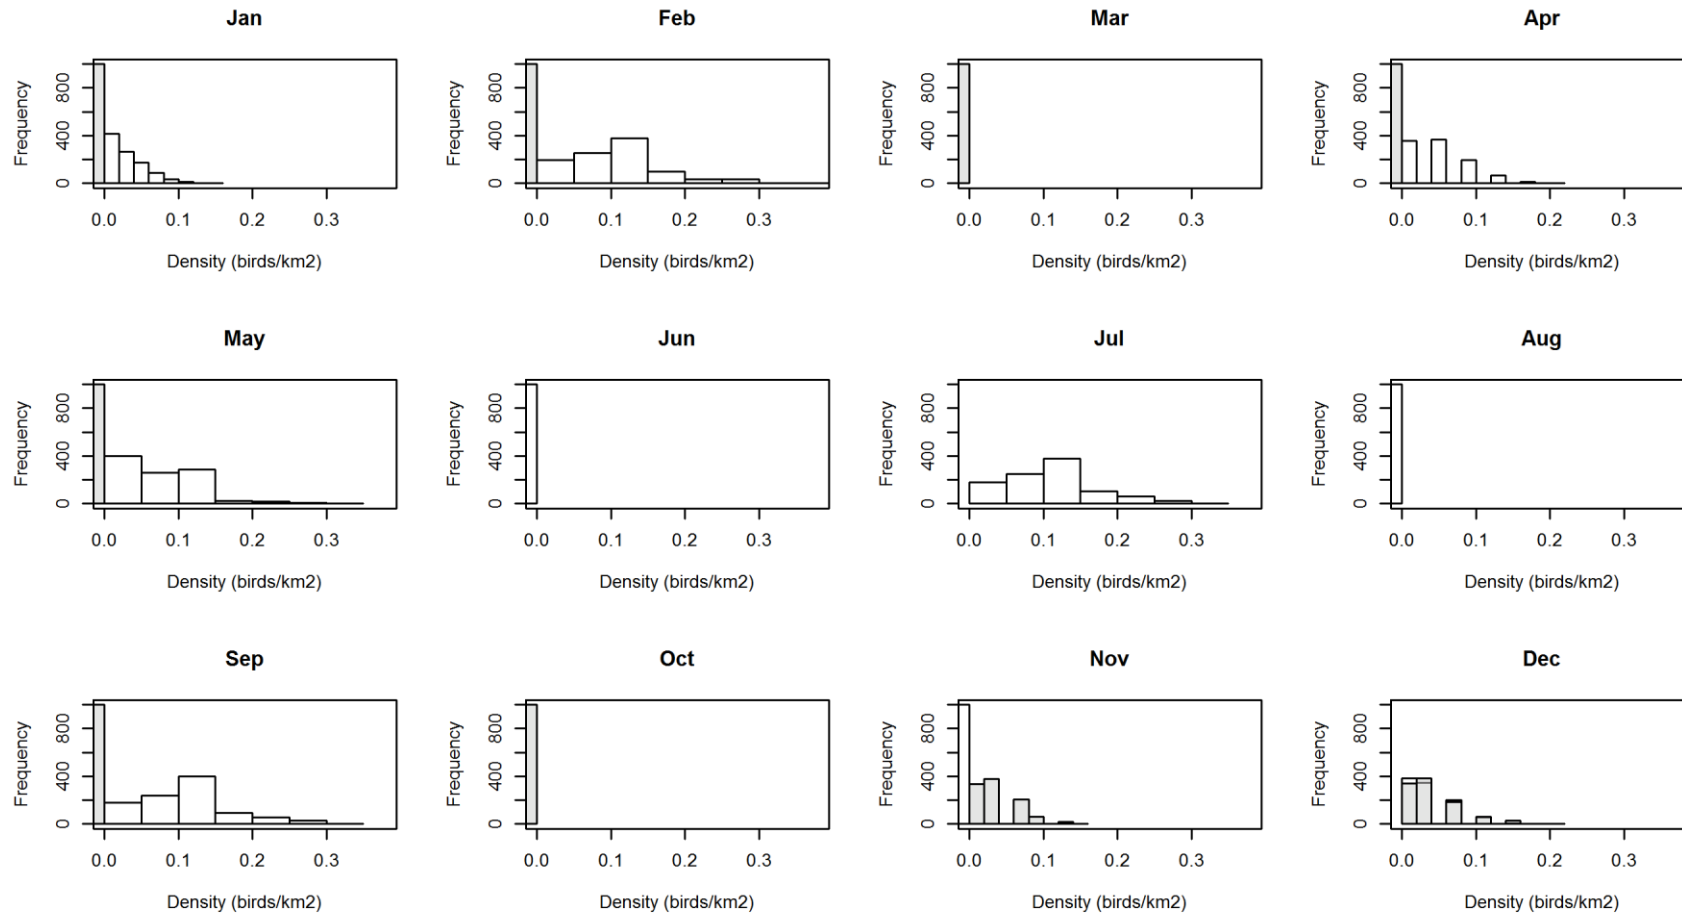 Jan Feb Mar Apr
Frequency 0 400 800 Frequency 0 400 800 Frequency 0 400 800 Frequency 0 400 800
0.0 0.1 0.2 0.3 0.0 0.1 0.2 0.3 0.0 0.1 0.2 0.3 0.0 0.1 0.2 0.3
Density (birds/km2) Density (birds/km2) Density (birds/km2) Density (birds/km2)
May Jun Jul Aug
Frequency 0 400 800 Frequency 0 400 800 Frequency 0 400 800 Frequency 0 400 800
0.0 0.1 0.2 0.3 0.0 0.1 0.2 0.3 0.0 0.1 0.2 0.3 0.0 0.1 0.2 0.3
Density (birds/km2) Density (birds/km2) Density (birds/km2) Density (birds/km2)
Sep Oct Nov Dec
Frequency 0 400 800 Frequency 0 400 800 Frequency 0 400 800 Frequency 0 400 800
0.0 0.1 0.2 0.3 0.0 0.1 0.2 0.3 0.0 0.1 0.2 0.3 0.0 0.1 0.2 0.3
Density (birds/km2) Density (birds/km2) Density (birds/km2) Density (birds/km2)